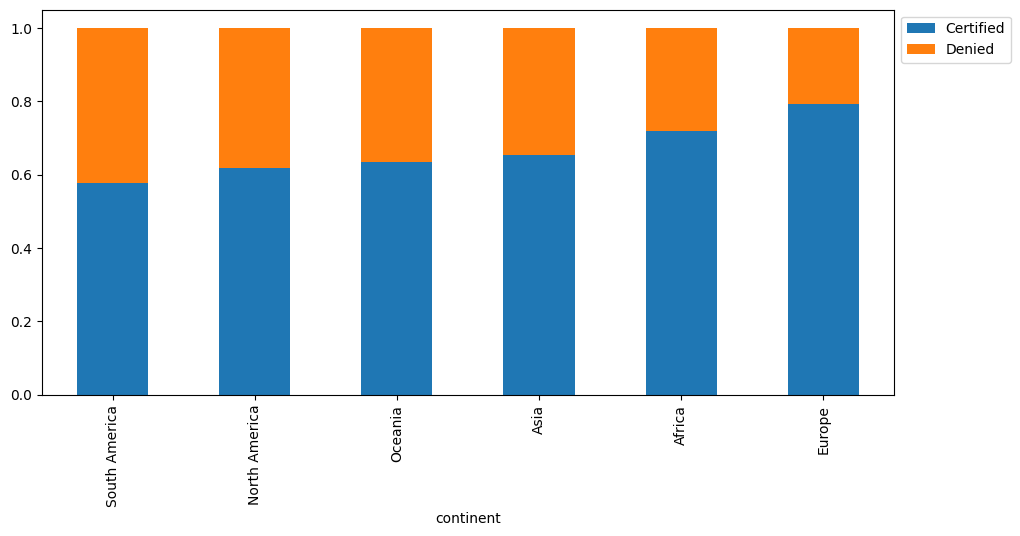 1.0
0.8
0.6
0.4
0.2
0.0
Certified
Denied
South America
North America
Oceania
Asia
Africa
Europe
continent